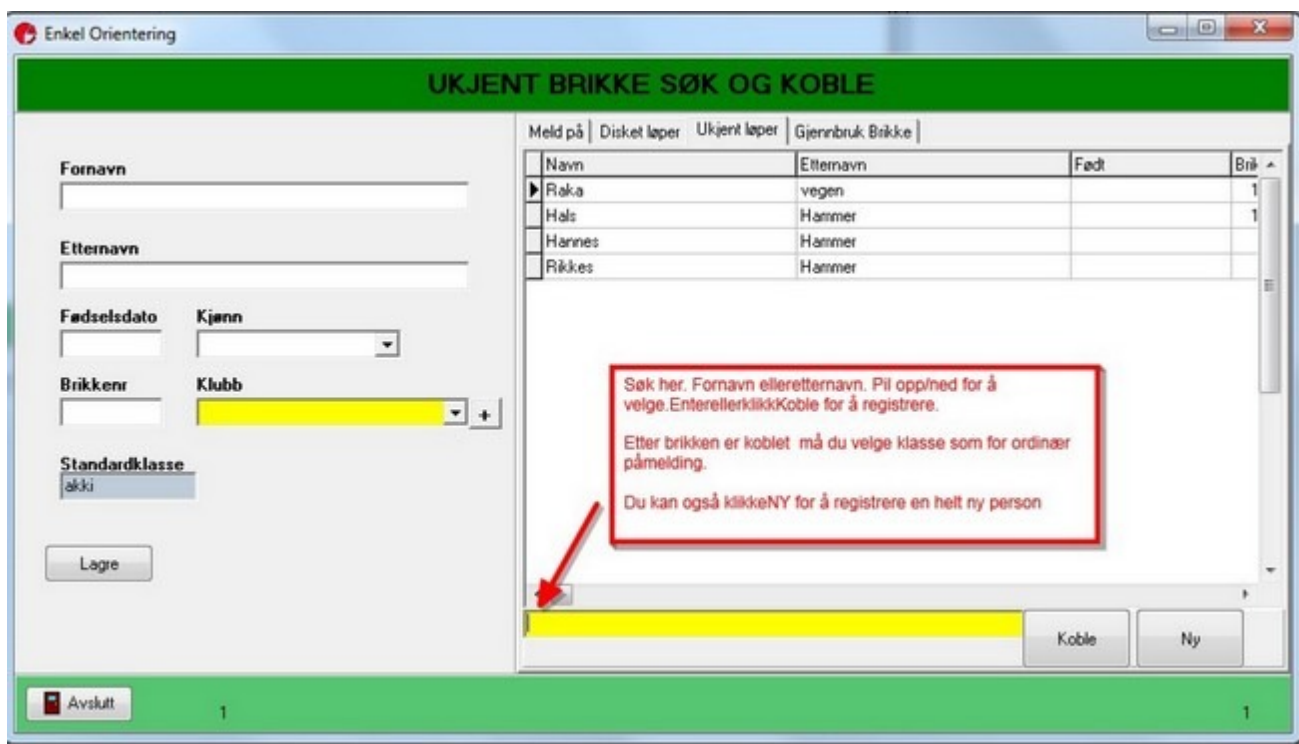 Enkel Orientering
UKJENT BRIKKE SØK OG KOBLE
Meld på Disket løper Ukjent løper Gjennbruk Brikke
Fornavn
Etternavn
Fødselsdato Kjønn
Brikkenr Klubb
+
Standardklasse
akki
Lagre
Navn Etternavn Født Brik
Raka vegen 1
Hals Hammer 1
Hannes Hammer
Rikkes Hammer
Søk her. Fornavn elleretternavn. Pil opp/ned for å
velge.EnterellerklikkKoble for å registrere.
Etter brikken er koblet må du velge klasse som for ordinær
påmelding.
Du kan også klikkeNY for å registrere en helt ny person
Koble Ny
Avslutt 1 1